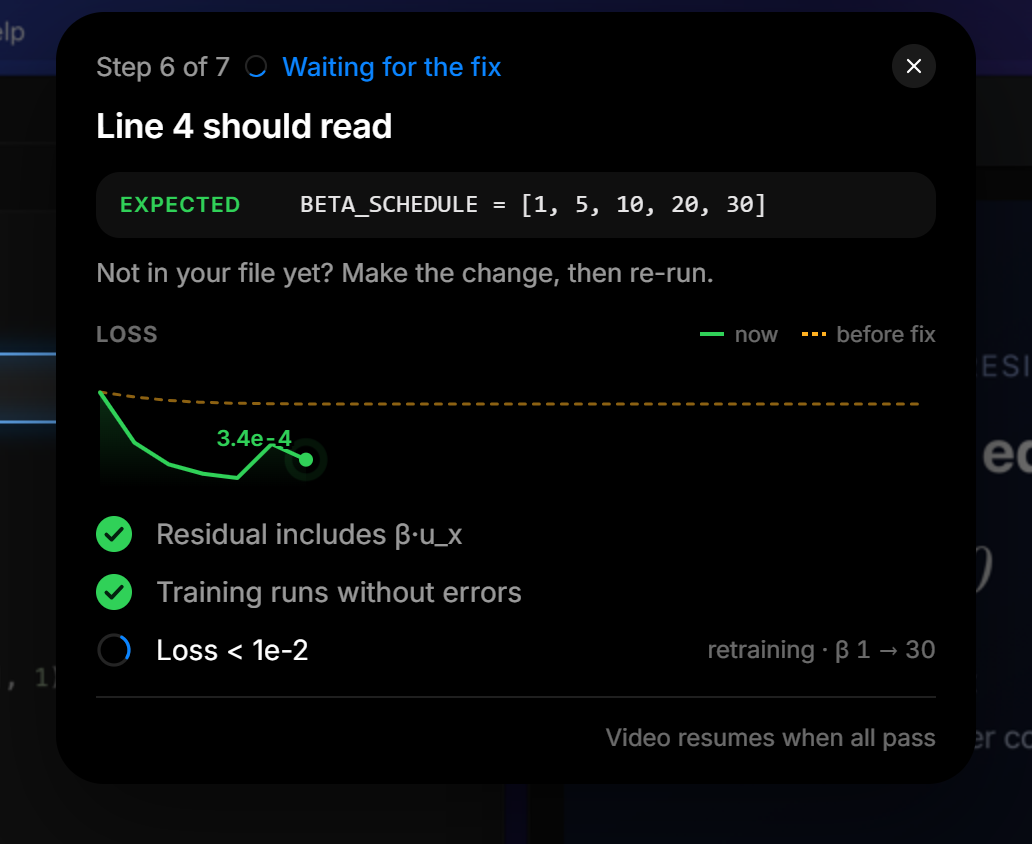 elp
Step 6 of 7 Waiting for the fix
Line 4 should read
EXPECTED BETA_SCHEDULE = [1, 5, 10, 20, 30]
Not in your file yet? Make the change, then re-run.
LOSS now before fix
3.4e-4
Residual includes β·u_x
Training runs without errors
Loss < 1e-2 retraining · β 1 → 30
, 1]
Video resumes when all pass